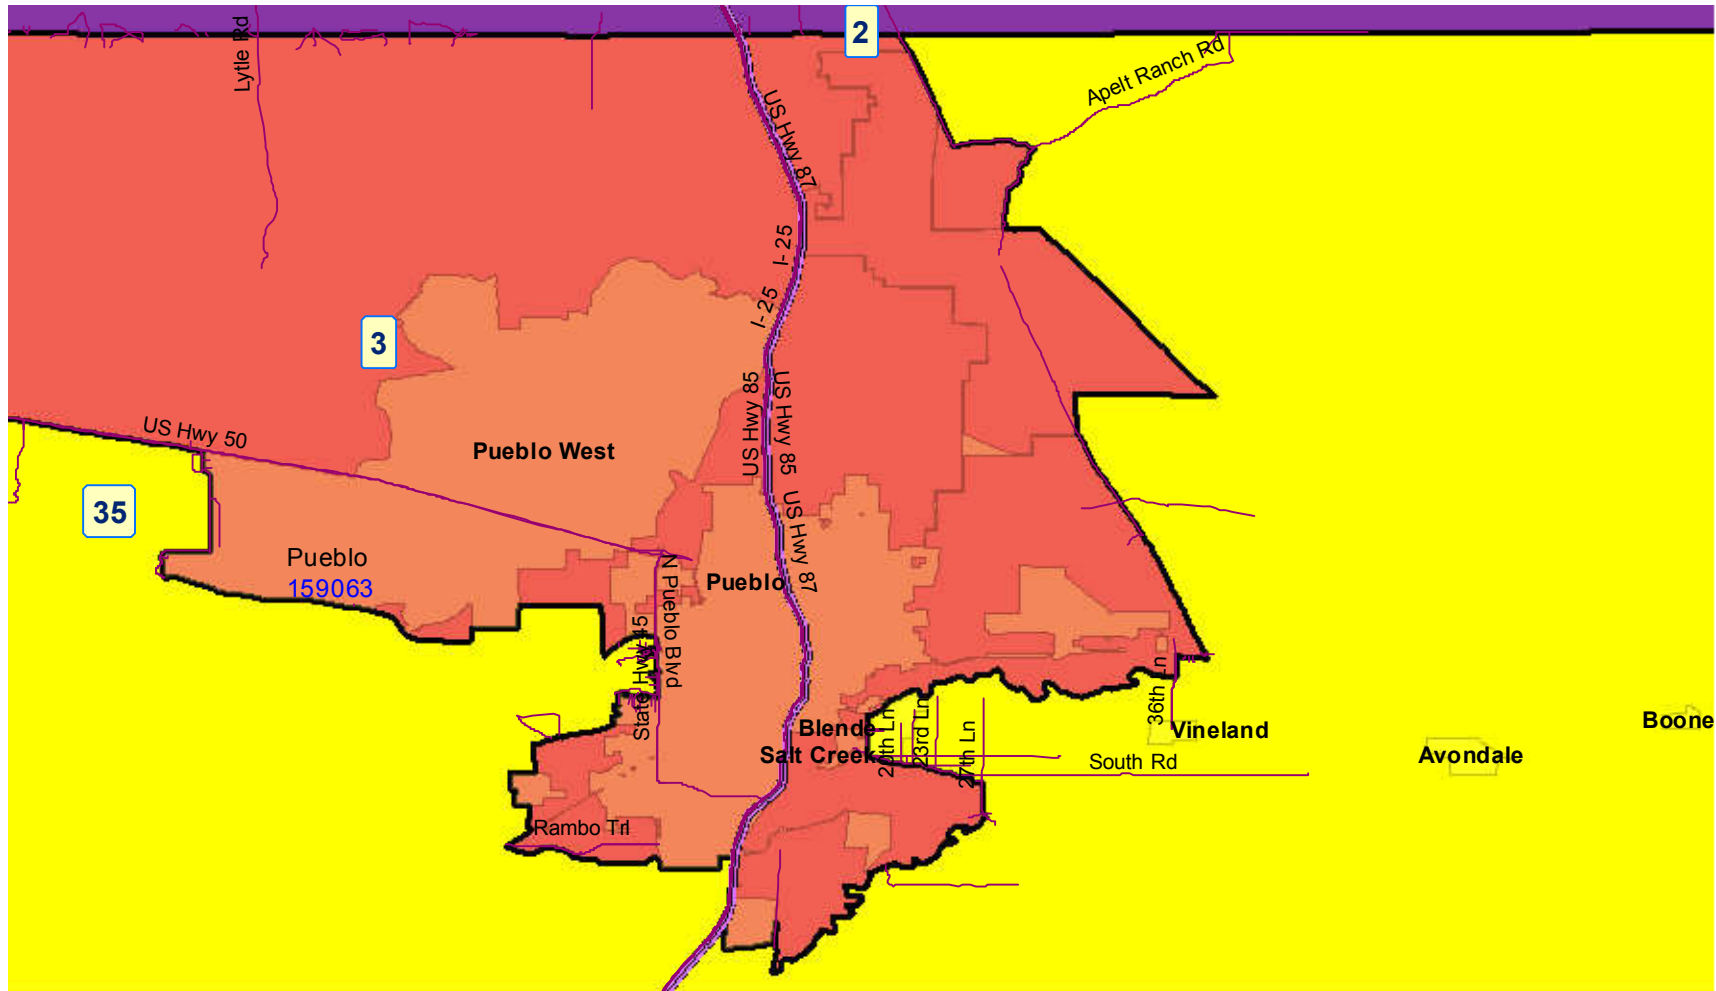 2
Lytle Rd
Apelt Ranch Rd
US Hwy 87
I-25
I-25
3
US Hwy 50
US Hwy 85
US Hwy 85
Pueblo West
35
US Hwy 87
Pueblo
159063
N Pueblo Blvd
Pueblo
State Hwy 45
36th Ln
20th Ln
23rd Ln
27th Ln
Blende
Salt Creek
Vineland
Boone
Avondale
South Rd
Rambo Trl